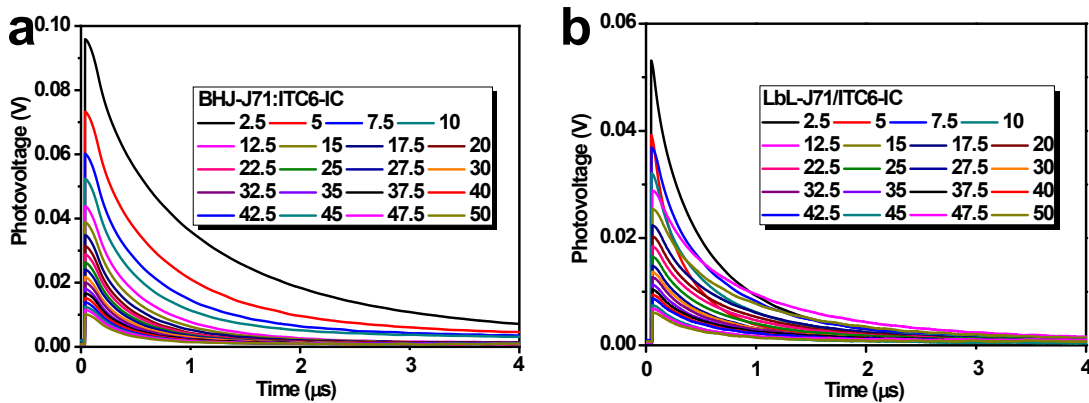 a
0.10
0.08
0.06
0.04
0.02
0.00
Photovoltage (V)
BHJ-J71:ITC6-IC
2.5 5 7.5 10
12.5 15 17.5 20
22.5 25 27.5 30
32.5 35 37.5 40
42.5 45 47.5 50
0 1 2 3 4
Time (μs)
b
0.06
0.04
0.02
0.00
Photovoltage (V)
LbL-J71/ITC6-IC
2.5 5 7.5 10
12.5 15 17.5 20
22.5 25 27.5 30
32.5 35 37.5 40
42.5 45 47.5 50
0 1 2 3 4
Time (μs)